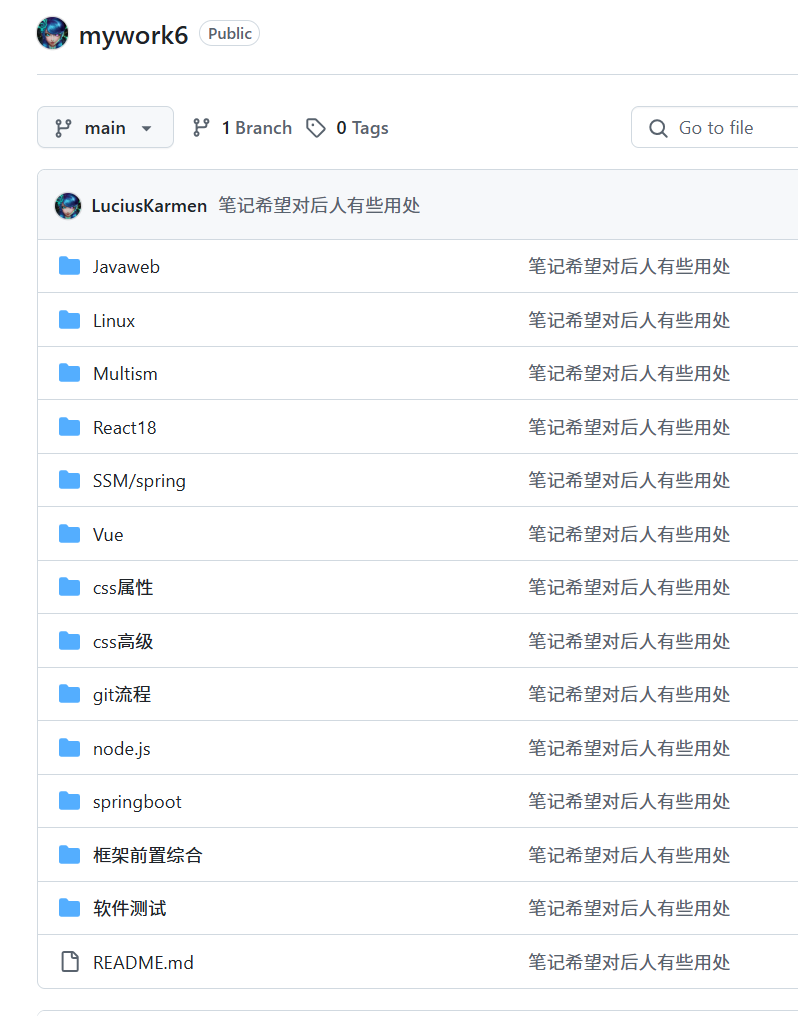 mywork6 Public
main 1 Branch 0 Tags Go to file
LuciusKarmen 笔记希望对后人有些用处
Javaweb 笔记希望对后人有些用处
Linux 笔记希望对后人有些用处
Multism 笔记希望对后人有些用处
React18 笔记希望对后人有些用处
SSM/spring 笔记希望对后人有些用处
Vue 笔记希望对后人有些用处
css属性 笔记希望对后人有些用处
css高级 笔记希望对后人有些用处
git流程 笔记希望对后人有些用处
node.js 笔记希望对后人有些用处
springboot 笔记希望对后人有些用处
框架前置综合 笔记希望对后人有些用处
软件测试 笔记希望对后人有些用处
README.md 笔记希望对后人有些用处